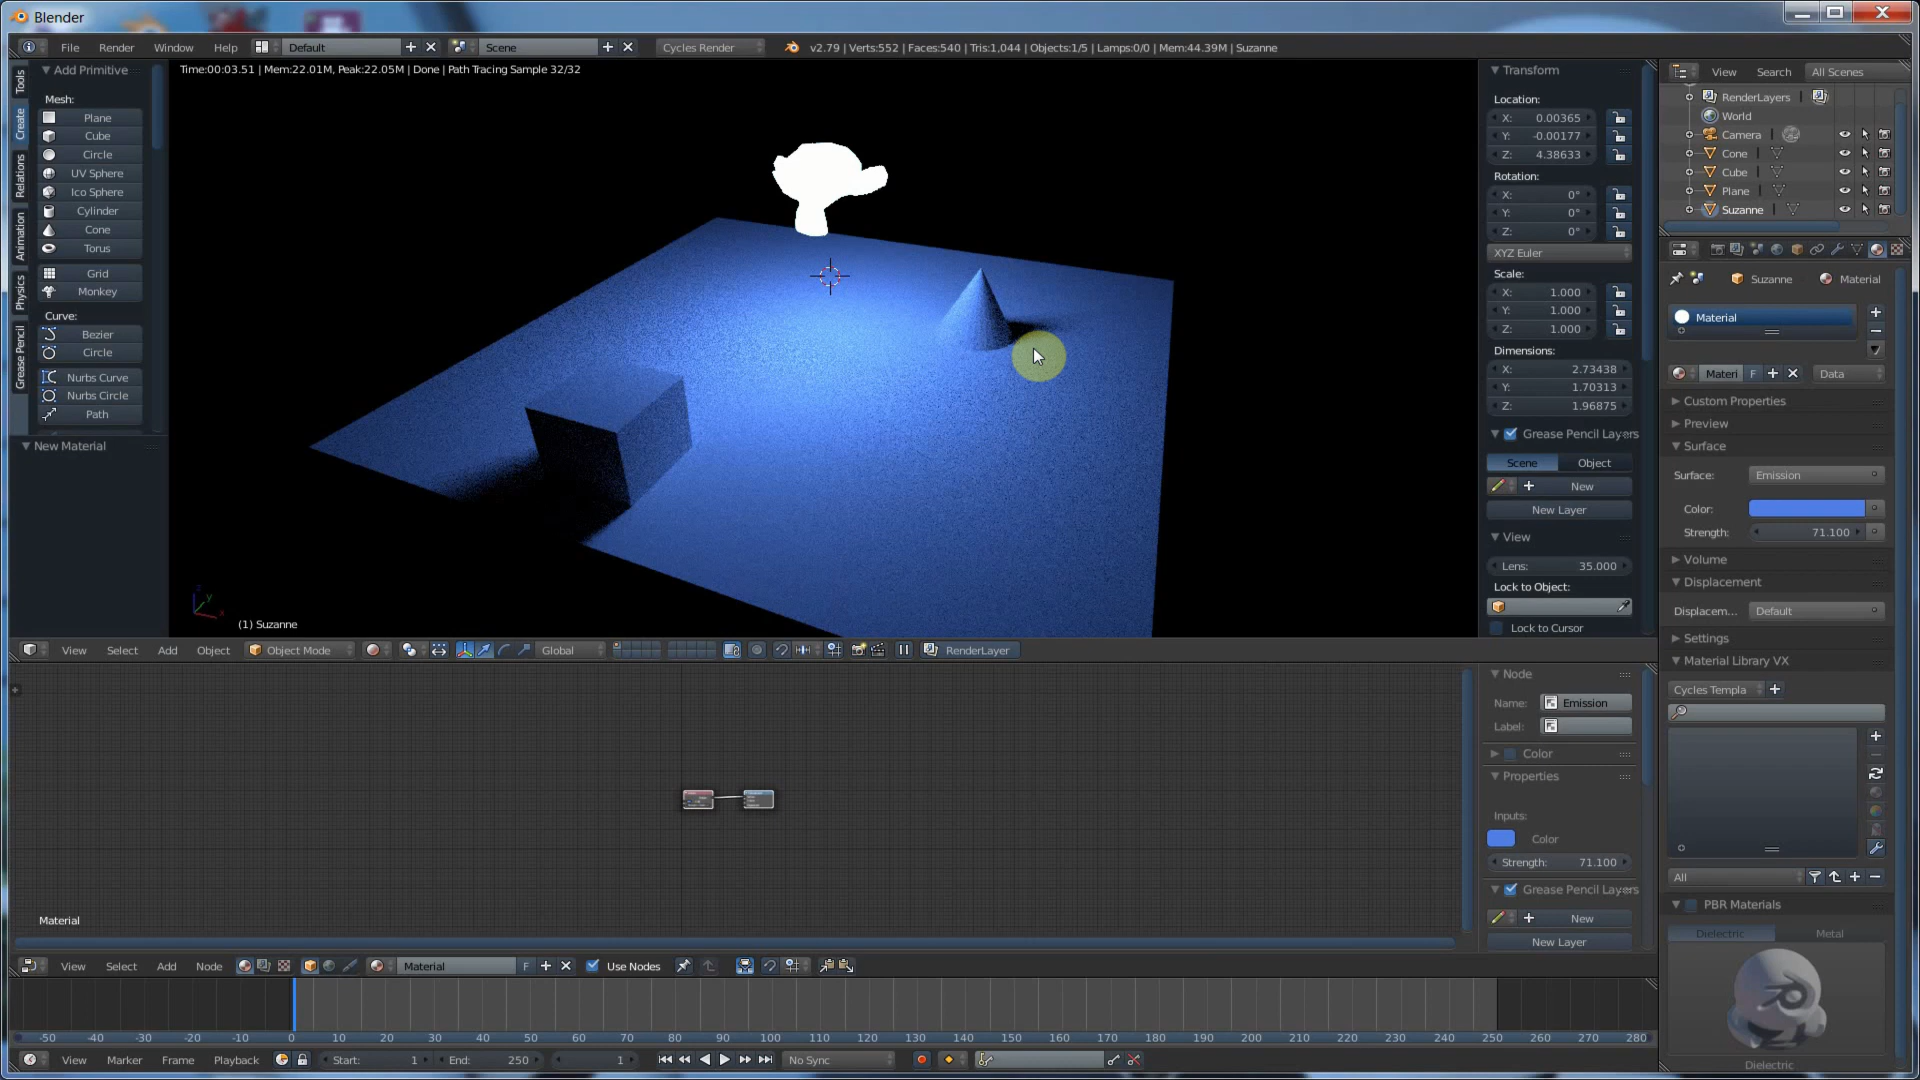 Blender
File Render Window Help Default Scene Cycles Render v2.79 | Verts:552 | Faces:540 | Tris:1,044 | Objects:1/5 | Lamps:0/0 | Mem:44.39M | Suzanne
Time:00:03.51 | Mem:22.01M, Peak:22.05M | Done | Path Tracing Sample 32/32
Tools
Create
Relations
Animation
Physics
Grease Pencil
Add Primitive
Mesh:
Plane
Cube
Circle
UV Sphere
Ico Sphere
Cylinder
Cone
Torus
Grid
Monkey
Curve:
Bezier
Circle
Nurbs Curve
Nurbs Circle
Path
New Material
(1) Suzanne
Transform
Location:
X: 0.00365
Y: -0.00177
Z: 4.38633
Rotation:
X: 0°
Y: 0°
Z: 0°
XYZ Euler
Scale:
X: 1.000
Y: 1.000
Z: 1.000
Dimensions:
X: 2.73438
Y: 1.70313
Z: 1.96875
Grease Pencil Layers
Scene Object
New
New Layer
View
Lens: 35.000
Lock to Object:
Lock to Cursor
View Search All Scenes
RenderLayers
World
Camera
Cone
Cube
Plane
Suzanne
Suzanne Material
Material
Materi F Data
Custom Properties
Preview
Surface
Surface: Emission
Color:
Strength: 71.100
Volume
Displacement
Displacem... Default
Settings
Material Library VX
Cycles Templa
All
PBR Materials
Dielectric Metal
Dielectric
View Select Add Object Object Mode Global RenderLayer
Node
Name: Emission
Label:
Color
Properties
Inputs:
Color
Strength: 71.100
Grease Pencil Layers
New
New Layer
Material
View Select Add Node Material F Use Nodes
-50 -40 -30 -20 -10 0 10 20 30 40 50 60 70 80 90 100 110 120 130 140 150 160 170 180 190 200 210 220 230 240 250 260 270 280
View Marker Frame Playback Start: 1 End: 250 1 No Sync